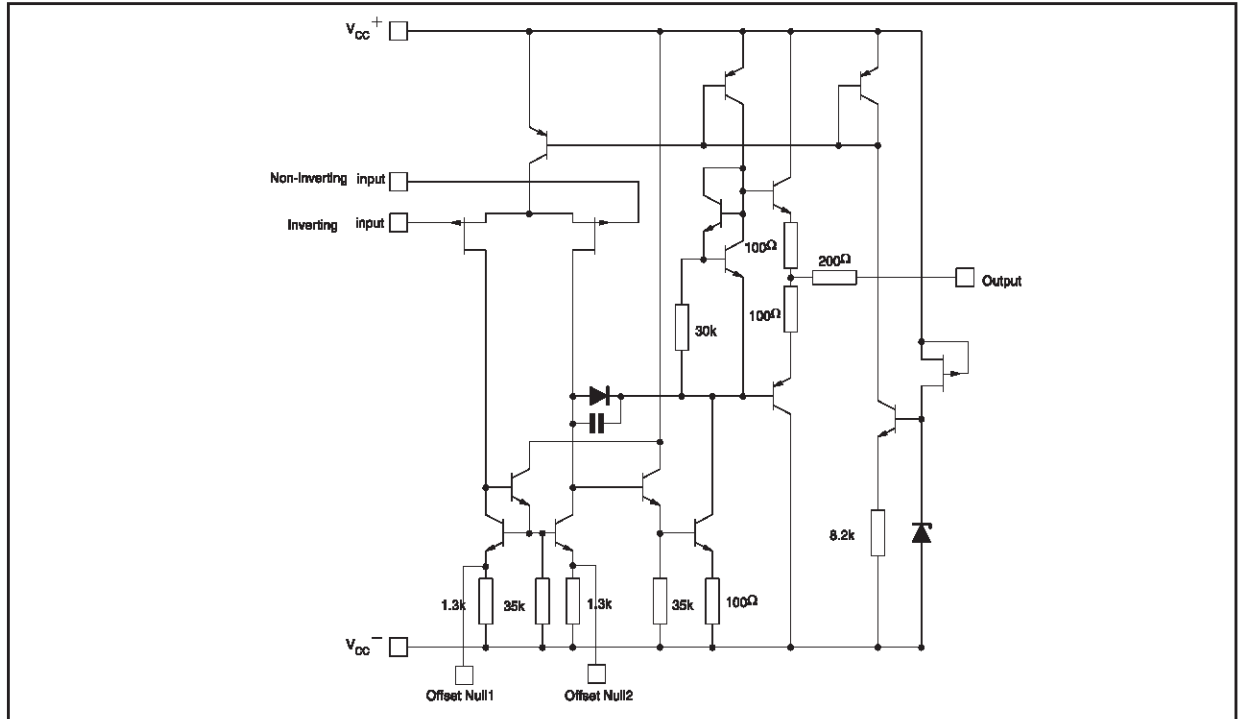 VCC+
Non-Inverting input
Inverting input
100Ω
200Ω
Output
30k
100Ω
8.2k
1.3k
35k
1.3k
35k
100Ω
VCC−
Offset Null1
Offset Null2